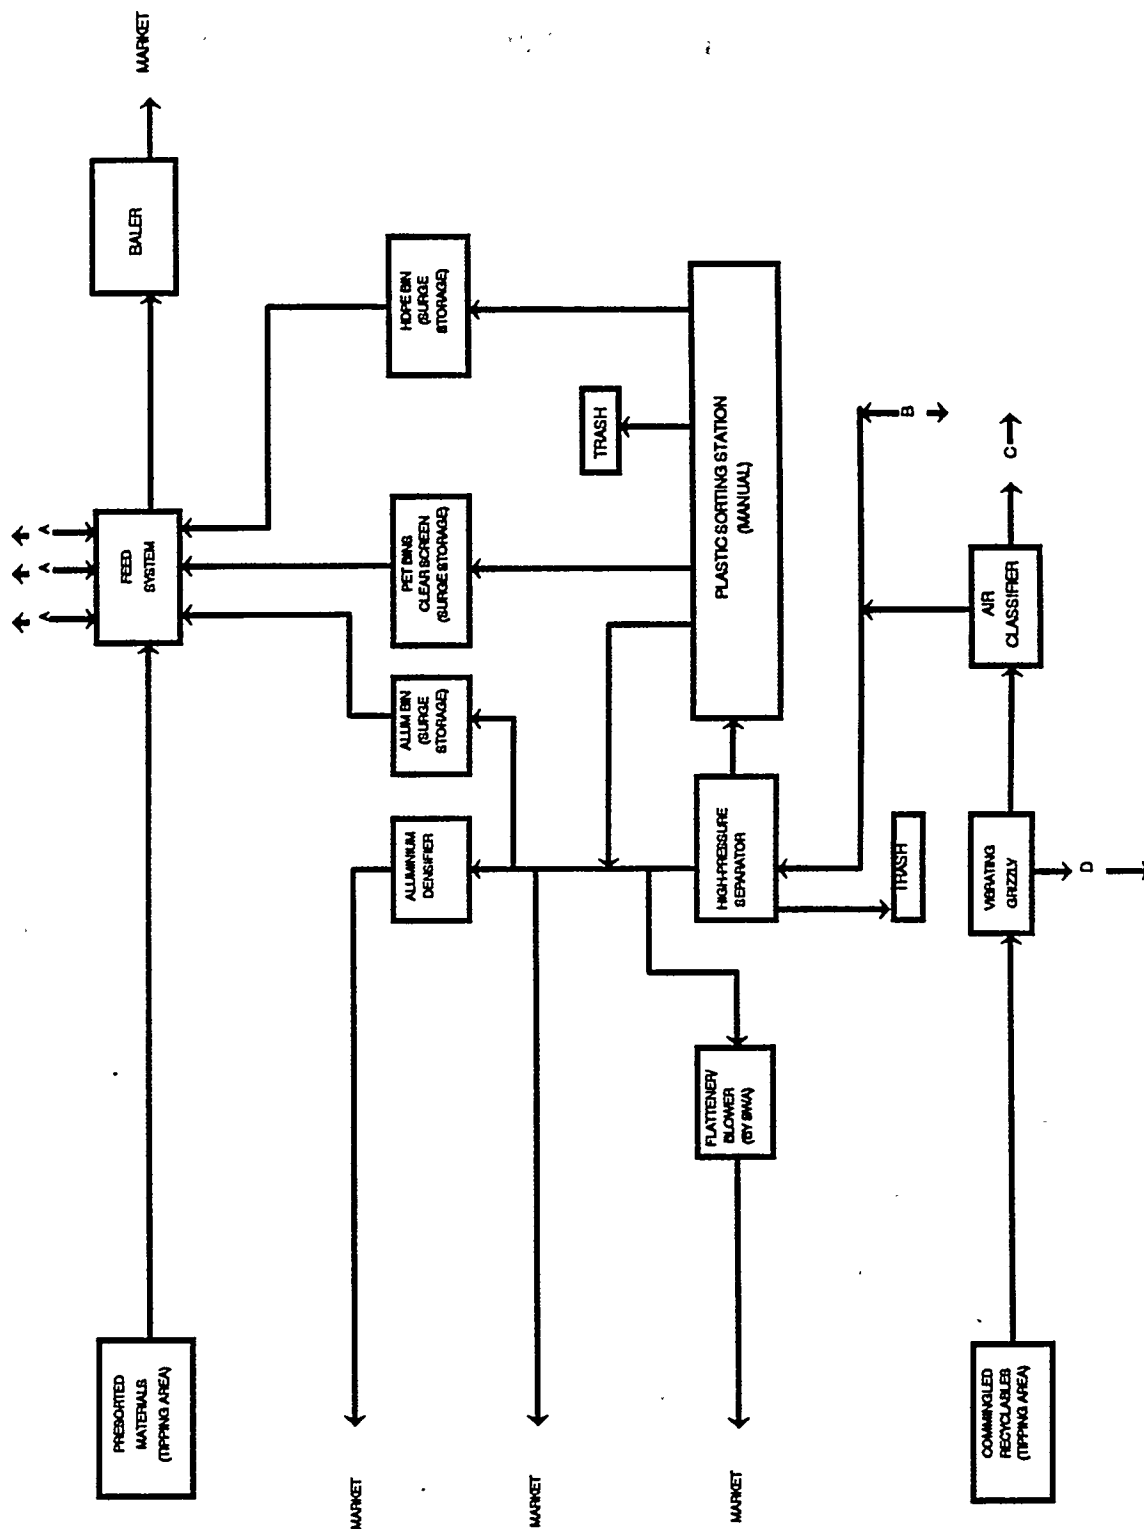 A
A
A
PRESORTED
MATERIALS
(TIPPING AREA)
FEED
SYSTEM
BALER
MARKET
MARKET
ALUMINIUM
DENSIFIER
ALUM BIN
(SURGE
STORAGE)
PET BINS
CLEAR SCREEN
(SURGE STORAGE)
HDPE BIN
(SURGE
STORAGE)
MARKET
TRASH
MARKET
FLATTENER/
BLOWER
(BY SWA)
HIGH-PRESSURE
SEPARATOR
PLASTIC SORTING STATION
(MANUAL)
TRASH
B
COMMINGLED
RECYCLABLES
(TIPPING AREA)
VIBRATING
GRIZZLY
AIR
CLASSIFIER
C
D